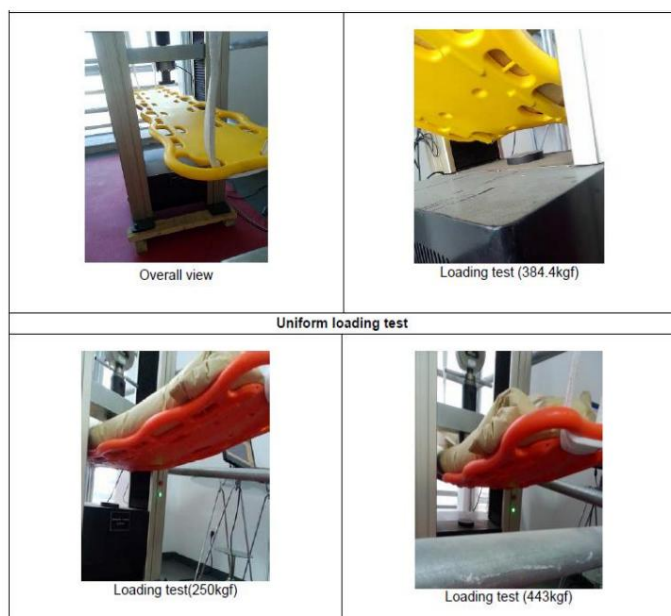 Overall view
Loading test (384.4kgf)
Uniform loading test
Loading test(250kgf)
Loading test (443kgf)